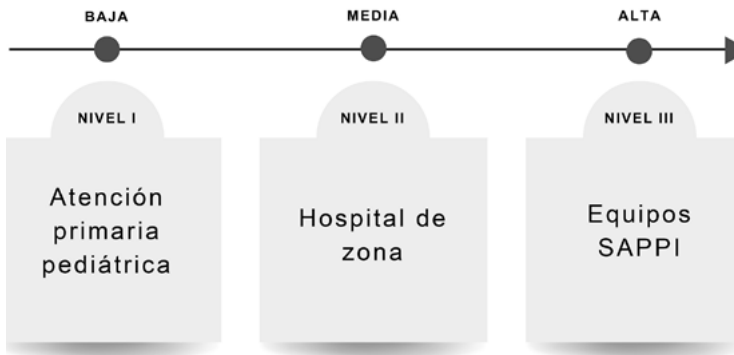 BAJA
MEDIA
ALTA
NIVEL I
NIVEL II
NIVEL III
Atención
primaria
pediátrica
Hospital de
zona
Equipos
SAPPI